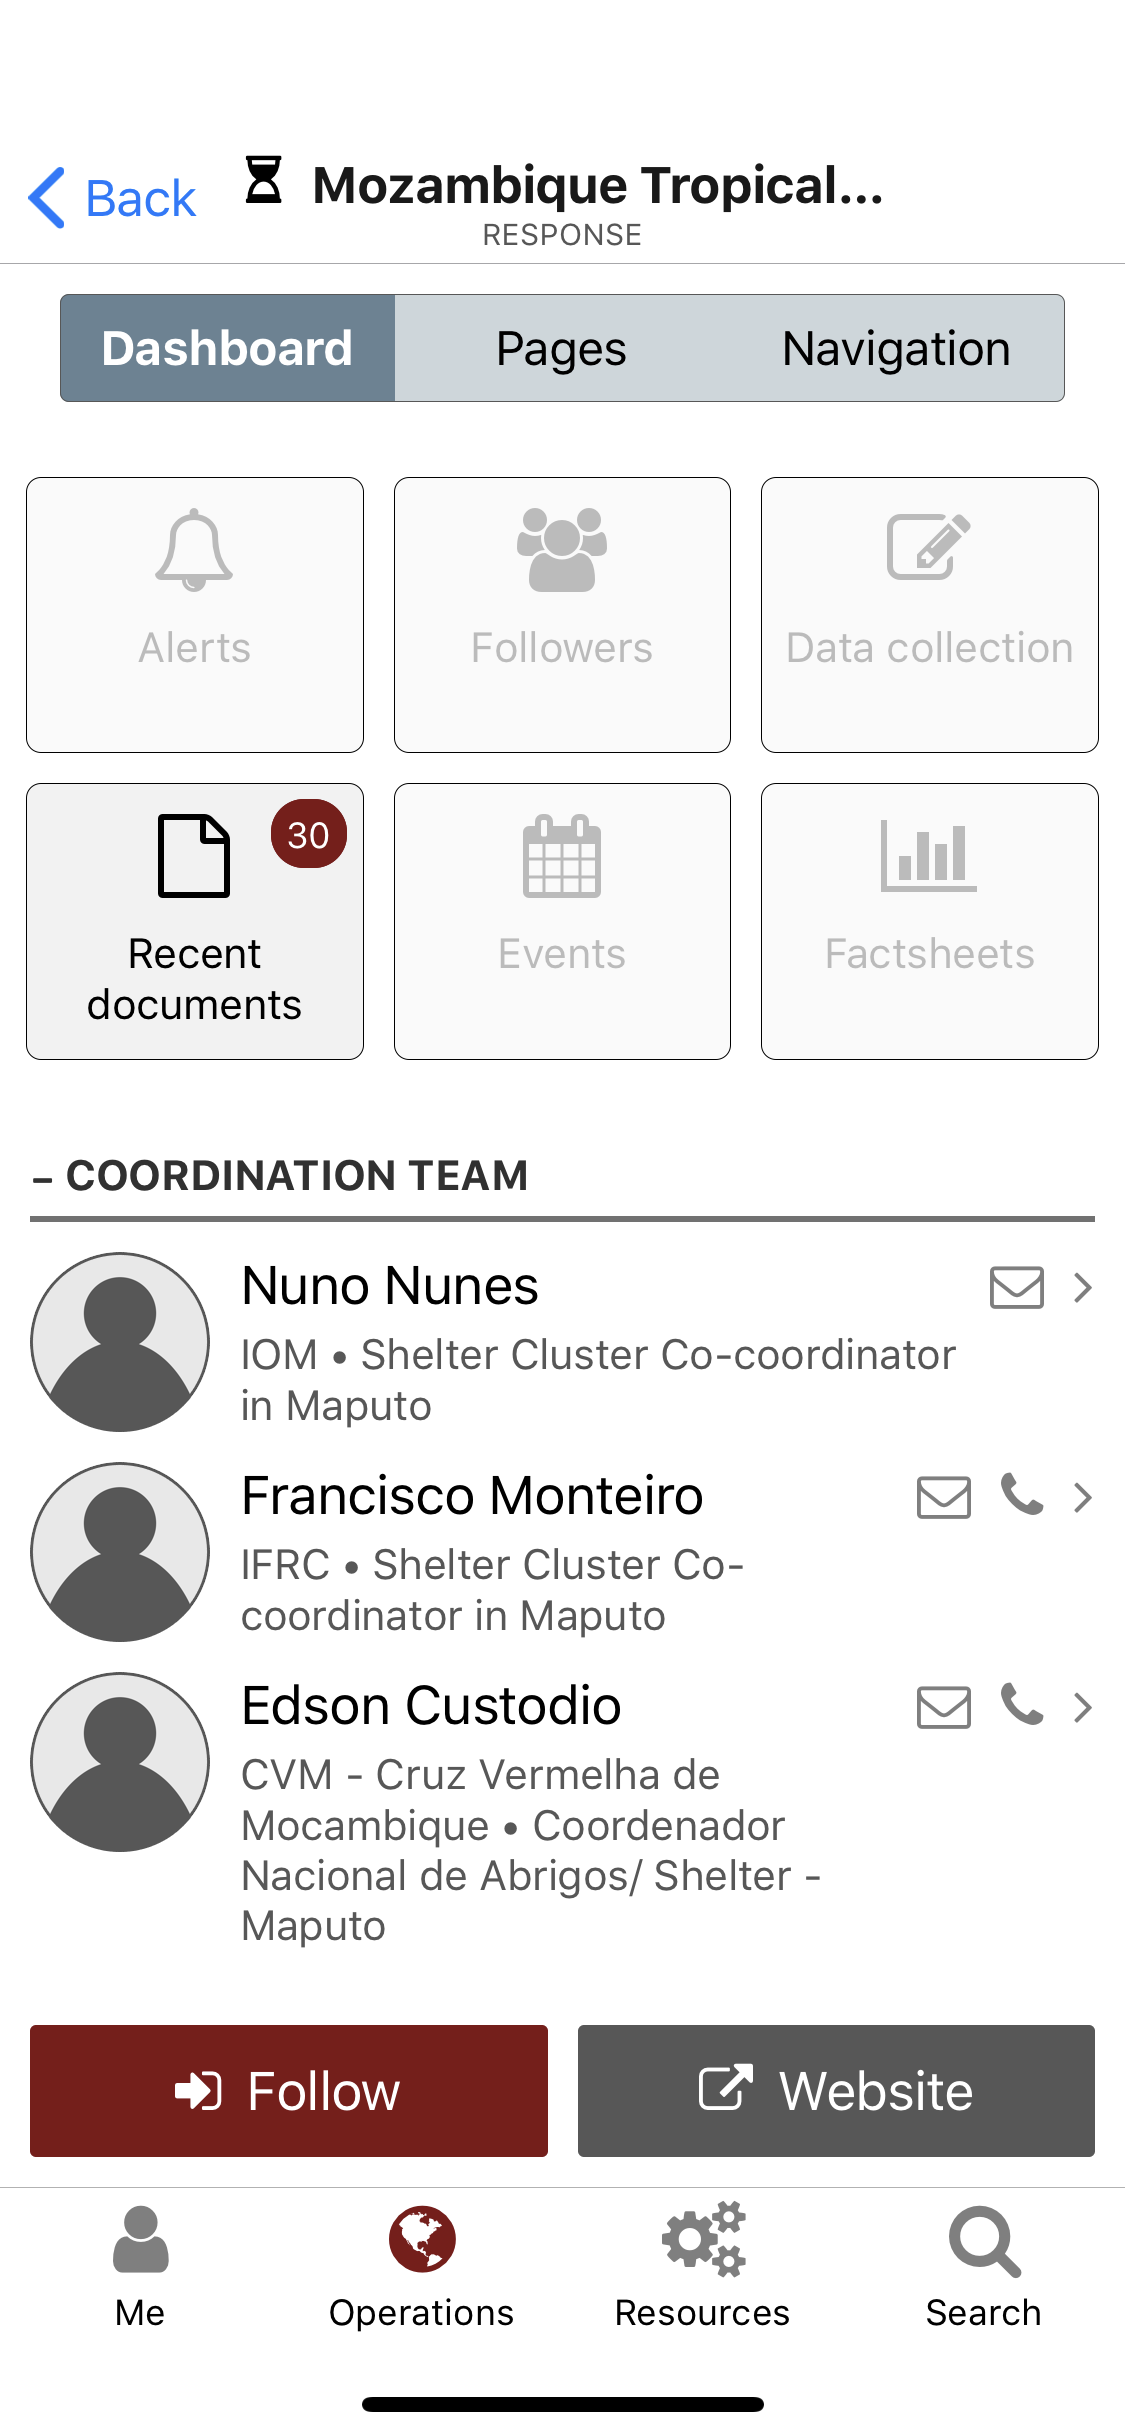 Back
Mozambique Tropical...
RESPONSE
Dashboard
Pages
Navigation
Alerts
Followers
Data collection
30
Recent
documents
Events
Factsheets
– COORDINATION TEAM
Nuno Nunes
IOM • Shelter Cluster Co-coordinator
in Maputo
Francisco Monteiro
IFRC • Shelter Cluster Co-
coordinator in Maputo
Edson Custodio
CVM - Cruz Vermelha de
Mocambique • Coordenador
Nacional de Abrigos/ Shelter -
Maputo
Follow
Website
Me
Operations
Resources
Search